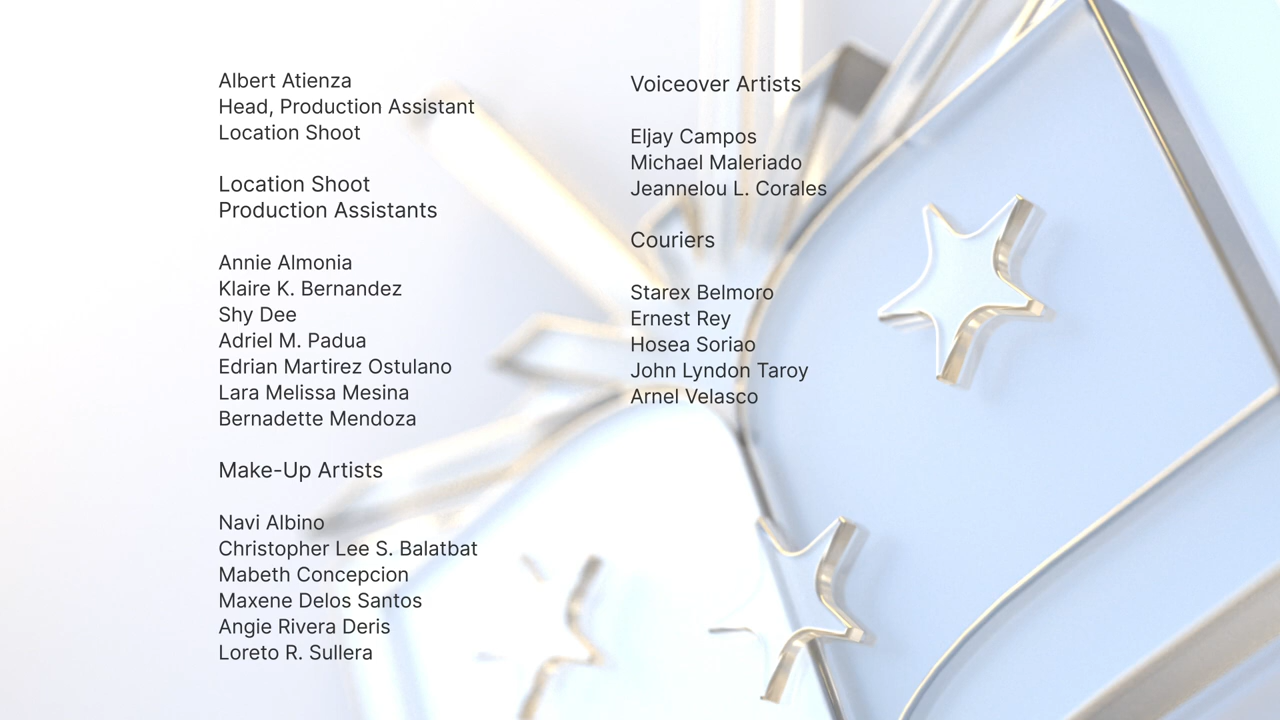 Albert Atienza
Head, Production Assistant
Location Shoot
Location Shoot
Production Assistants
Annie Almonia
Klaire K. Bernandez
Shy Dee
Adriel M. Padua
Edrian Martirez Ostulano
Lara Melissa Mesina
Bernadette Mendoza
Make-Up Artists
Navi Albino
Christopher Lee S. Balatbat
Mabeth Concepcion
Maxene Delos Santos
Angie Rivera Deris
Loreto R. Sullera
Voiceover Artists
Eljay Campos
Michael Maleriado
Jeannelou L. Corales
Couriers
Starex Belmoro
Ernest Rey
Hosea Soriao
John Lyndon Taroy
Arnel Velasco